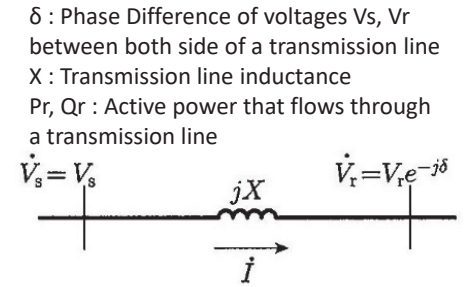 δ : Phase Difference of voltages Vs, Vr
between both side of a transmission line
X : Transmission line inductance
Pr, Qr : Active power that flows through
a transmission line
V̇ₛ = Vₛ
jX
V̇ᵣ=Vᵣe⁻ʲᵟ
İ